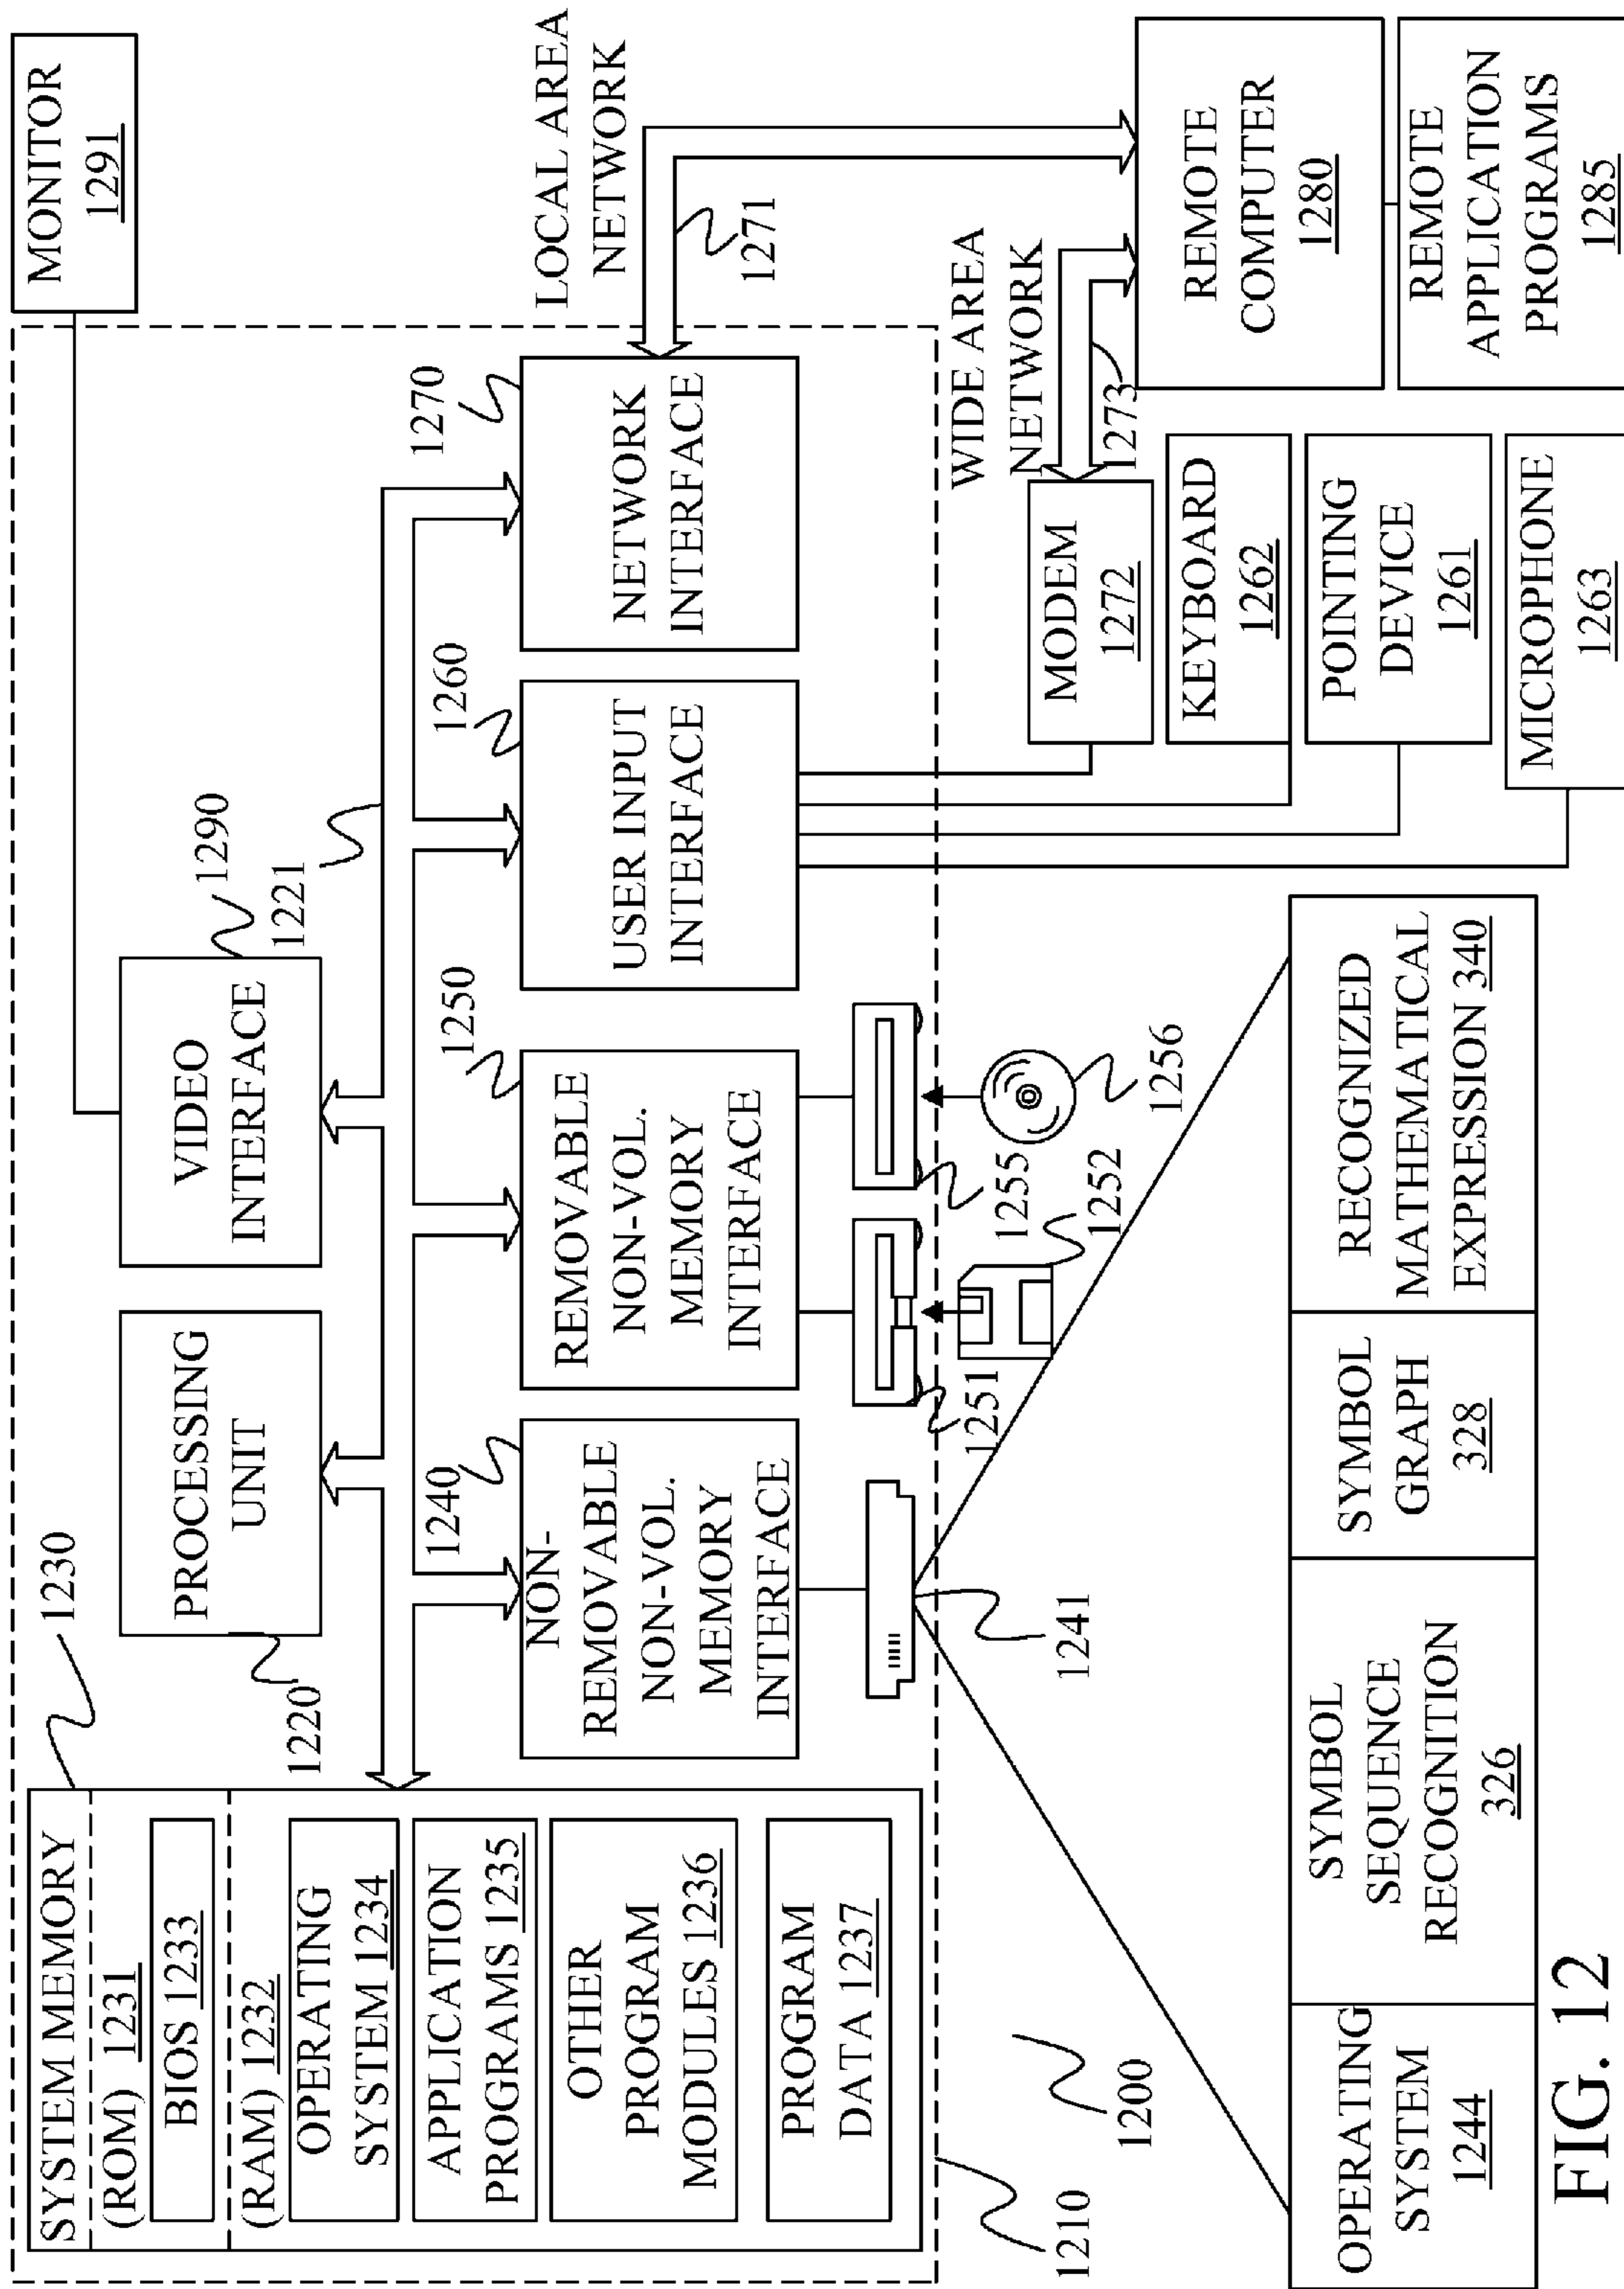 SYSTEM MEMORY
(ROM) 1231
BIOS 1233
(RAM) 1232
OPERATING
SYSTEM 1234
APPLICATION
PROGRAMS 1235
OTHER
PROGRAM
MODULES 1236
PROGRAM
DATA 1237
1230
1220
PROCESSING
UNIT
VIDEO
INTERFACE
1290
1221
MONITOR
1291
1240
NON-
REMOVABLE
NON-VOL.
MEMORY
INTERFACE
1250
REMOVABLE
NON-VOL.
MEMORY
INTERFACE
1260
USER INPUT
INTERFACE
1270
NETWORK
INTERFACE
LOCAL AREA
NETWORK
1271
1241
1251
1252
1255
1256
WIDE AREA
NETWORK
1273
MODEM
1272
KEYBOARD
1262
POINTING
DEVICE
1261
MICROPHONE
1263
REMOTE
COMPUTER
1280
REMOTE
APPLICATION
PROGRAMS
1285
1210
1200
OPERATING
SYSTEM
1244
SYMBOL
SEQUENCE
RECOGNITION
326
SYMBOL
GRAPH
328
RECOGNIZED
MATHEMATICAL
EXPRESSION 340
FIG. 12